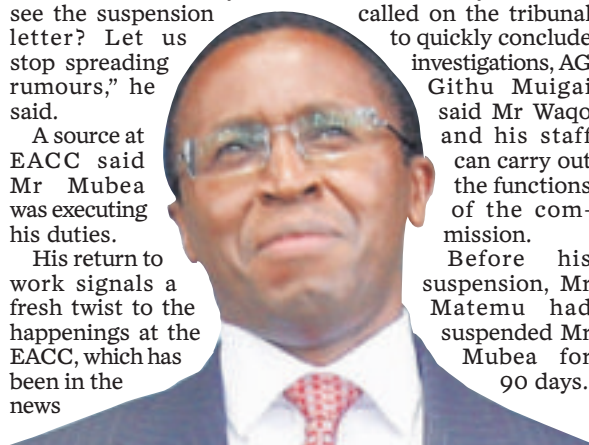 see the suspension
letter? Let us
stop spreading
rumours,” he
said.
A source at
EACC said
Mr Mubea
was executing
his duties.
His return to
work signals a
fresh twist to the
happenings at the
EACC, which has
been in the
news
called on the tribunal
to quickly conclude
investigations, AG
Githu Muigai
said Mr Waqo
and his staff
can carry out
the functions
of the com-
mission.
Before his
suspension, Mr
Matemu had
suspended Mr
Mubea for
90 days.